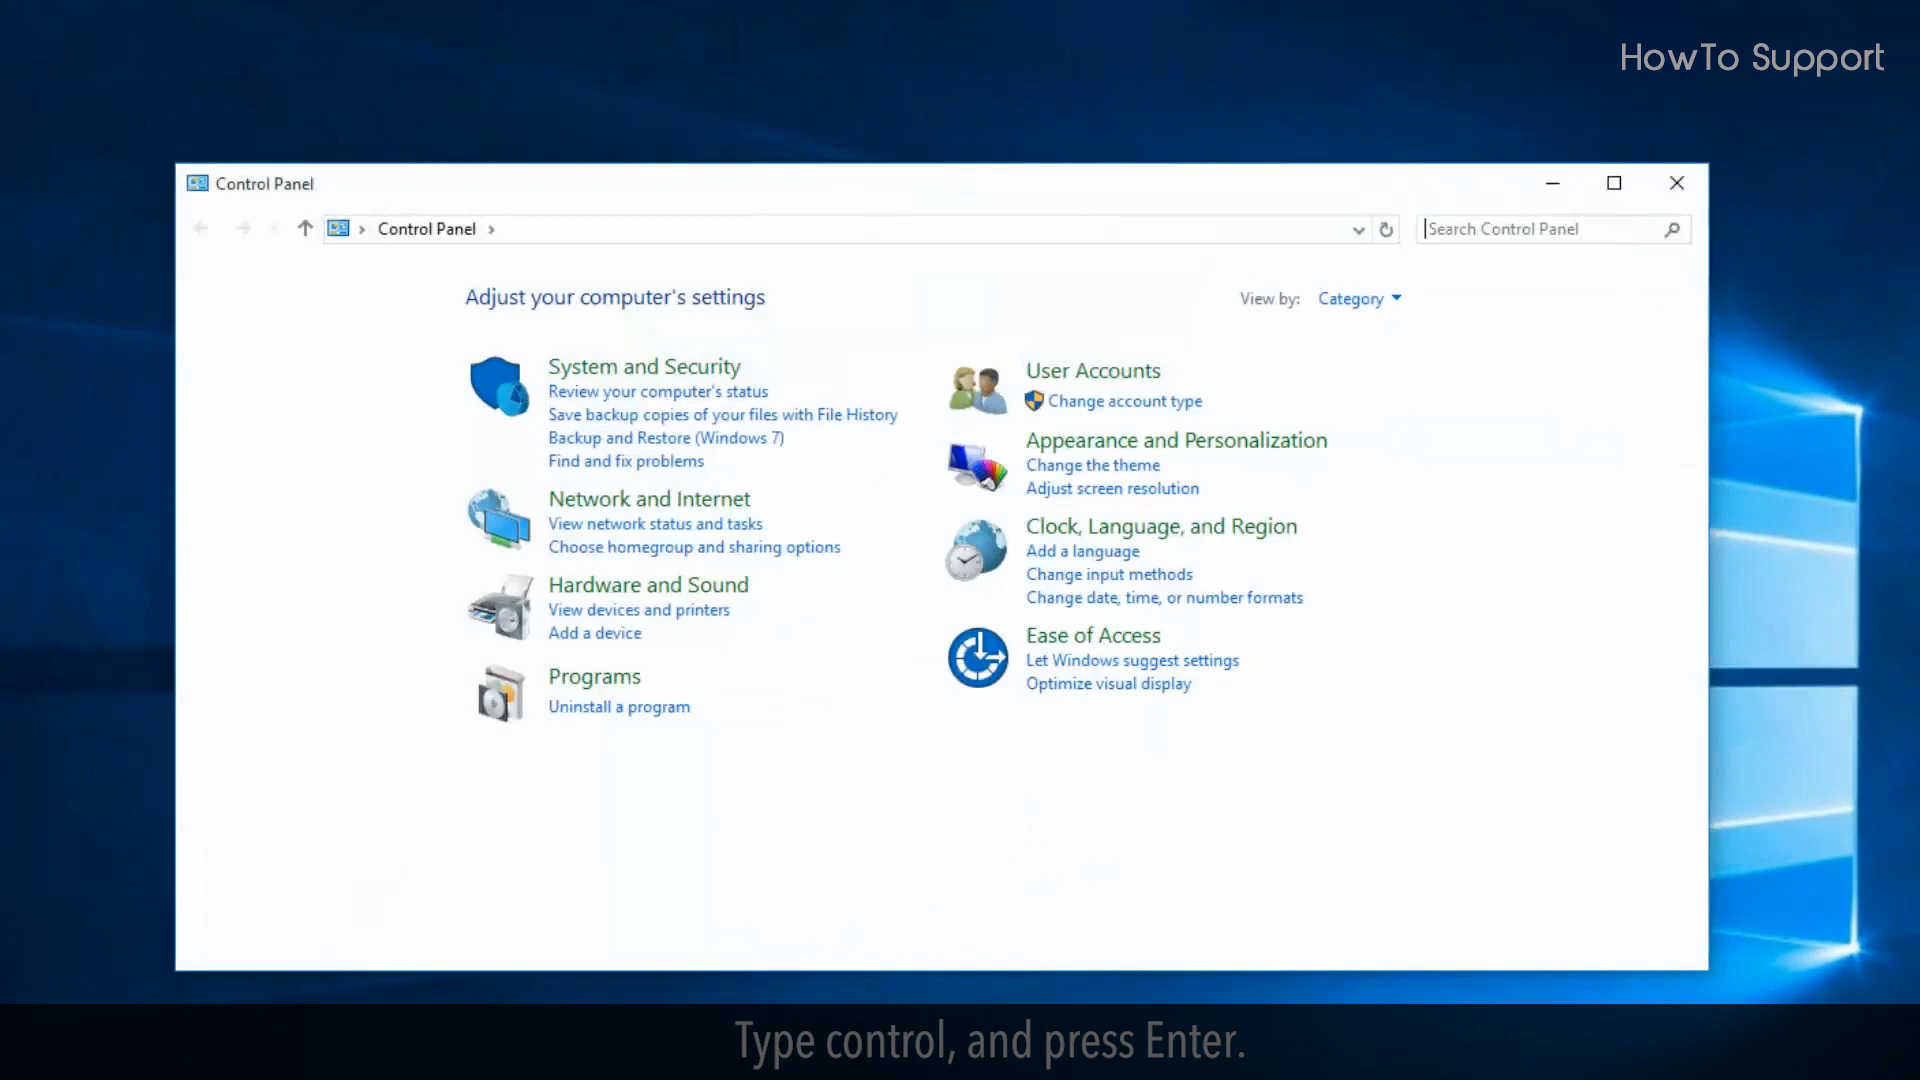 HowTo Support
Control Panel
Control Panel
Search Control Panel
Adjust your computer's settings
View by: Category
System and Security
Review your computer's status
Save backup copies of your files with File History
Backup and Restore (Windows 7)
Find and fix problems
Network and Internet
View network status and tasks
Choose homegroup and sharing options
Hardware and Sound
View devices and printers
Add a device
Programs
Uninstall a program
User Accounts
Change account type
Appearance and Personalization
Change the theme
Adjust screen resolution
Clock, Language, and Region
Add a language
Change input methods
Change date, time, or number formats
Ease of Access
Let Windows suggest settings
Optimize visual display
Type control, and press Enter.